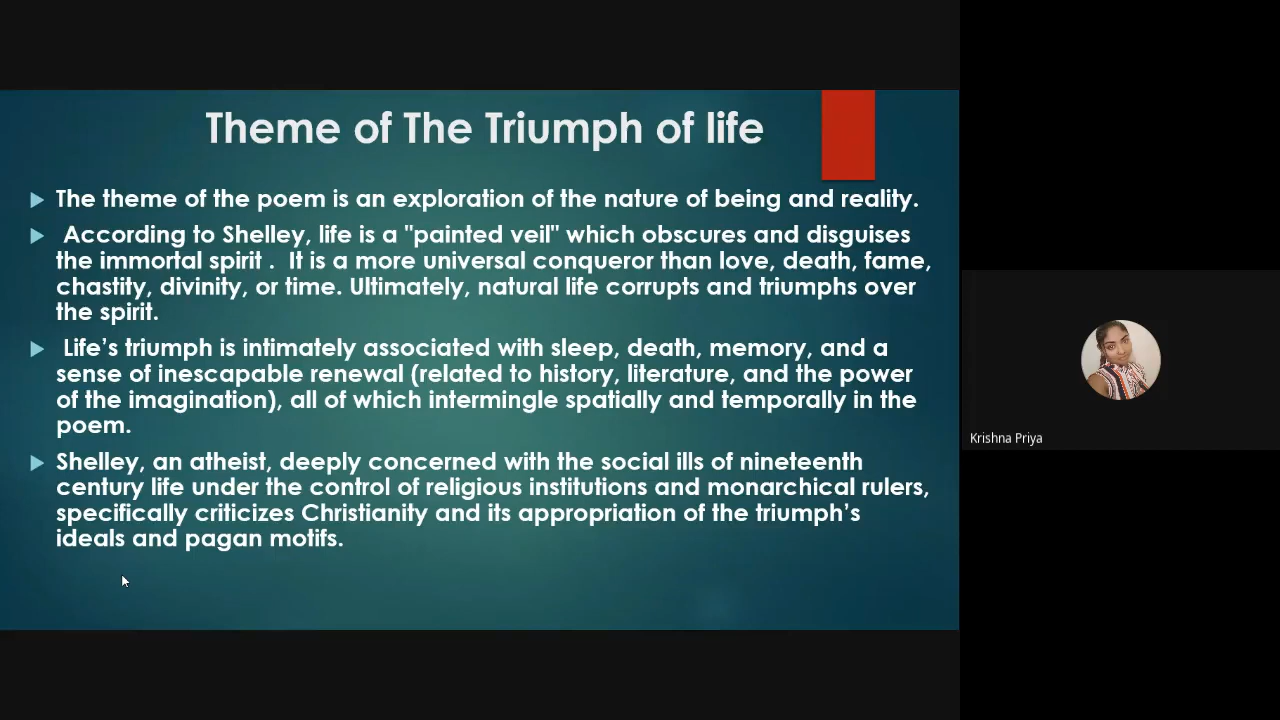 Theme of The Triumph of life
The theme of the poem is an exploration of the nature of being and reality.
According to Shelley, life is a "painted veil" which obscures and disguises
the immortal spirit .  It is a more universal conqueror than love, death, fame,
chastity, divinity, or time. Ultimately, natural life corrupts and triumphs over
the spirit.
Life’s triumph is intimately associated with sleep, death, memory, and a
sense of inescapable renewal (related to history, literature, and the power
of the imagination), all of which intermingle spatially and temporally in the
poem.
Shelley, an atheist, deeply concerned with the social ills of nineteenth
century life under the control of religious institutions and monarchical rulers,
specifically criticizes Christianity and its appropriation of the triumph’s
ideals and pagan motifs.
Krishna Priya